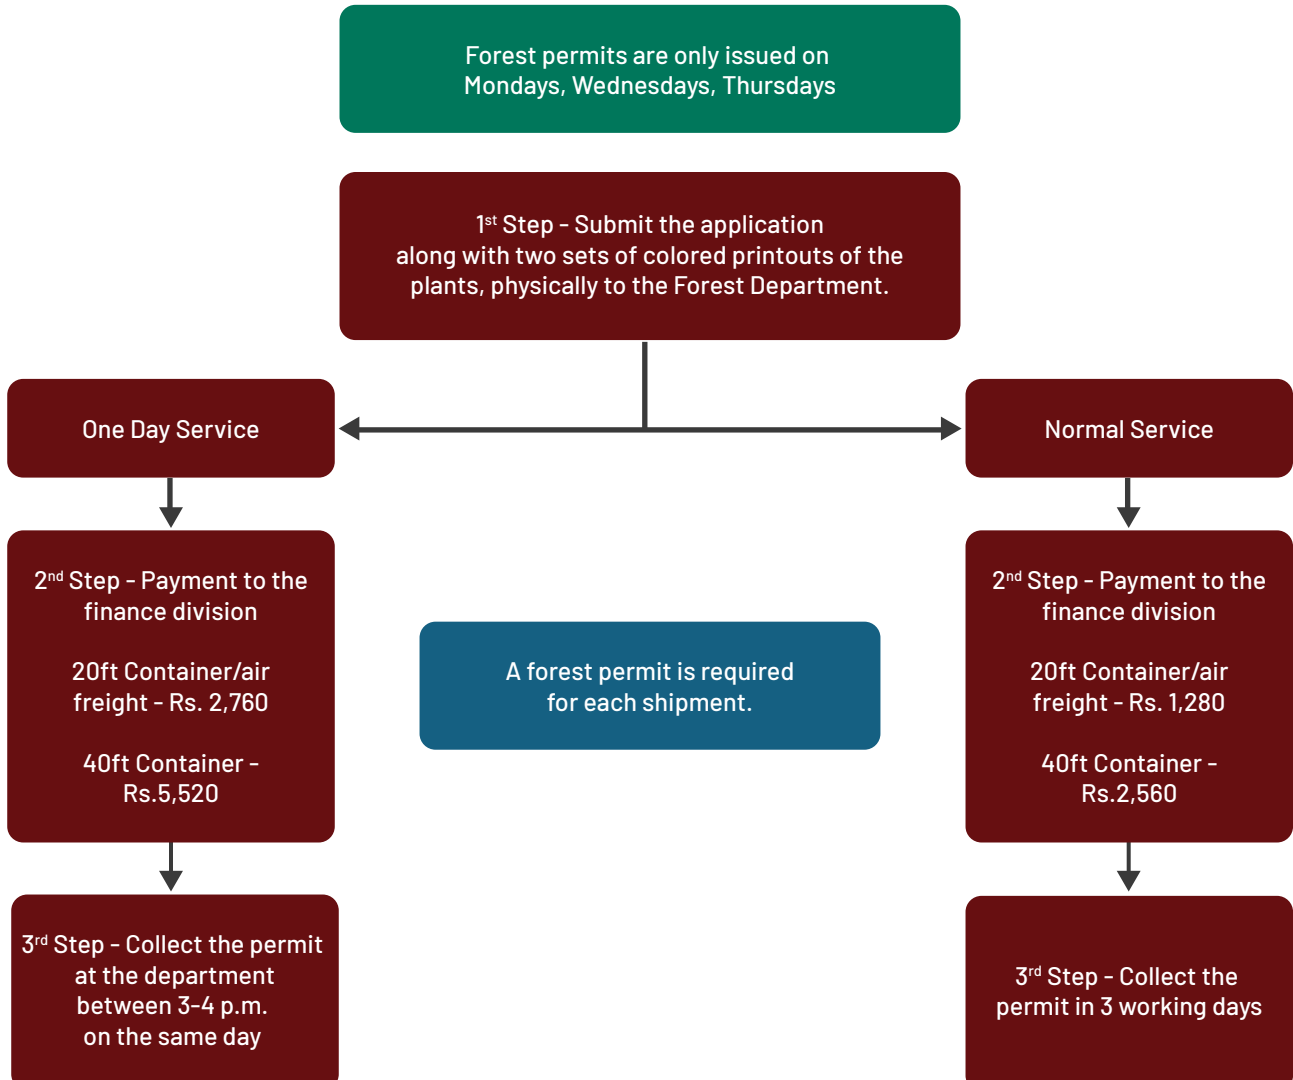 Forest permits are only issued on
Mondays, Wednesdays, Thursdays
1st Step - Submit the application
along with two sets of colored printouts of the
plants, physically to the Forest Department.
One Day Service
Normal Service
2nd Step - Payment to the
finance division
20ft Container/air
freight - Rs. 2,760
40ft Container -
Rs.5,520
A forest permit is required
for each shipment.
2nd Step - Payment to the
finance division
20ft Container/air
freight - Rs. 1,280
40ft Container -
Rs.2,560
3rd Step - Collect the permit
at the department
between 3-4 p.m.
on the same day
3rd Step - Collect the
permit in 3 working days